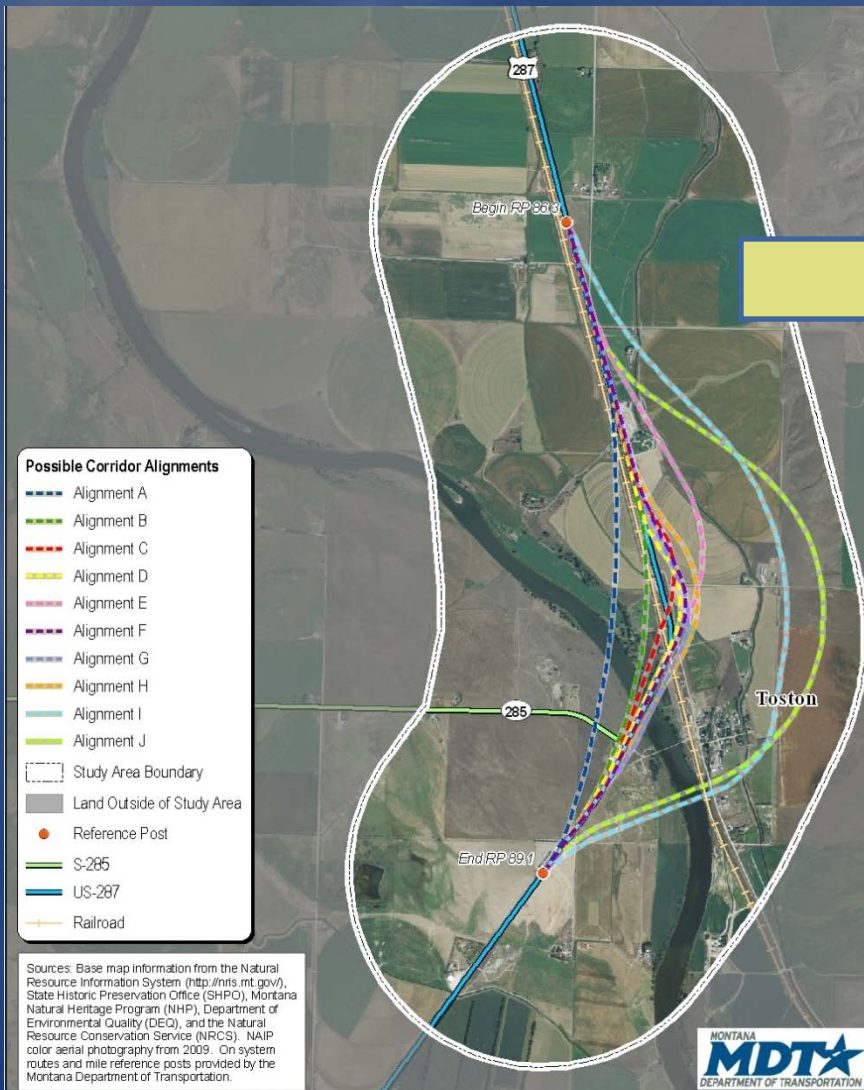 287
Begin RP 86.3
Possible Corridor Alignments
Alignment A
Alignment B
Alignment C
Alignment D
Alignment E
Alignment F
Alignment G
Alignment H
Alignment I
Alignment J
Study Area Boundary
Land Outside of Study Area
Reference Post
S-285
US-287
Railroad
Toston
285
End RP 89.1
Sources: Base map information from the Natural
Resource Information System (http://nris.mt.gov/),
State Historic Preservation Office (SHPO), Montana
Natural Heritage Program (NHP), Department of
Environmental Quality (DEQ), and the Natural
Resource Conservation Service (NRCS). NAIP
color aerial photography from 2009. On system
routes and mile reference posts provided by the
Montana Department of Transportation.
MONTANA
MDT
DEPARTMENT OF TRANSPORTATION